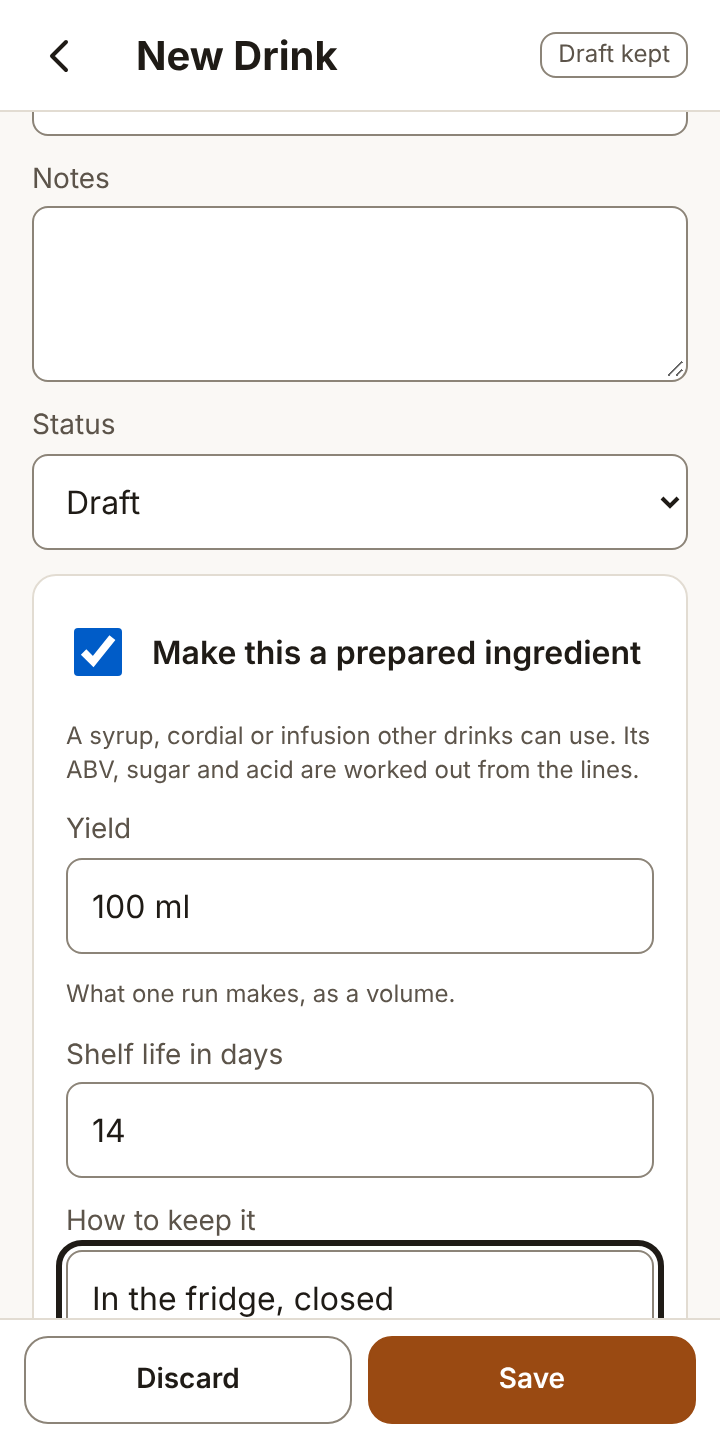 New Drink
Draft kept
Notes
Status
Draft
Make this a prepared ingredient
A syrup, cordial or infusion other drinks can use. Its
ABV, sugar and acid are worked out from the lines.
Yield
100 ml
What one run makes, as a volume.
Shelf life in days
14
How to keep it
In the fridge, closed
Discard
Save